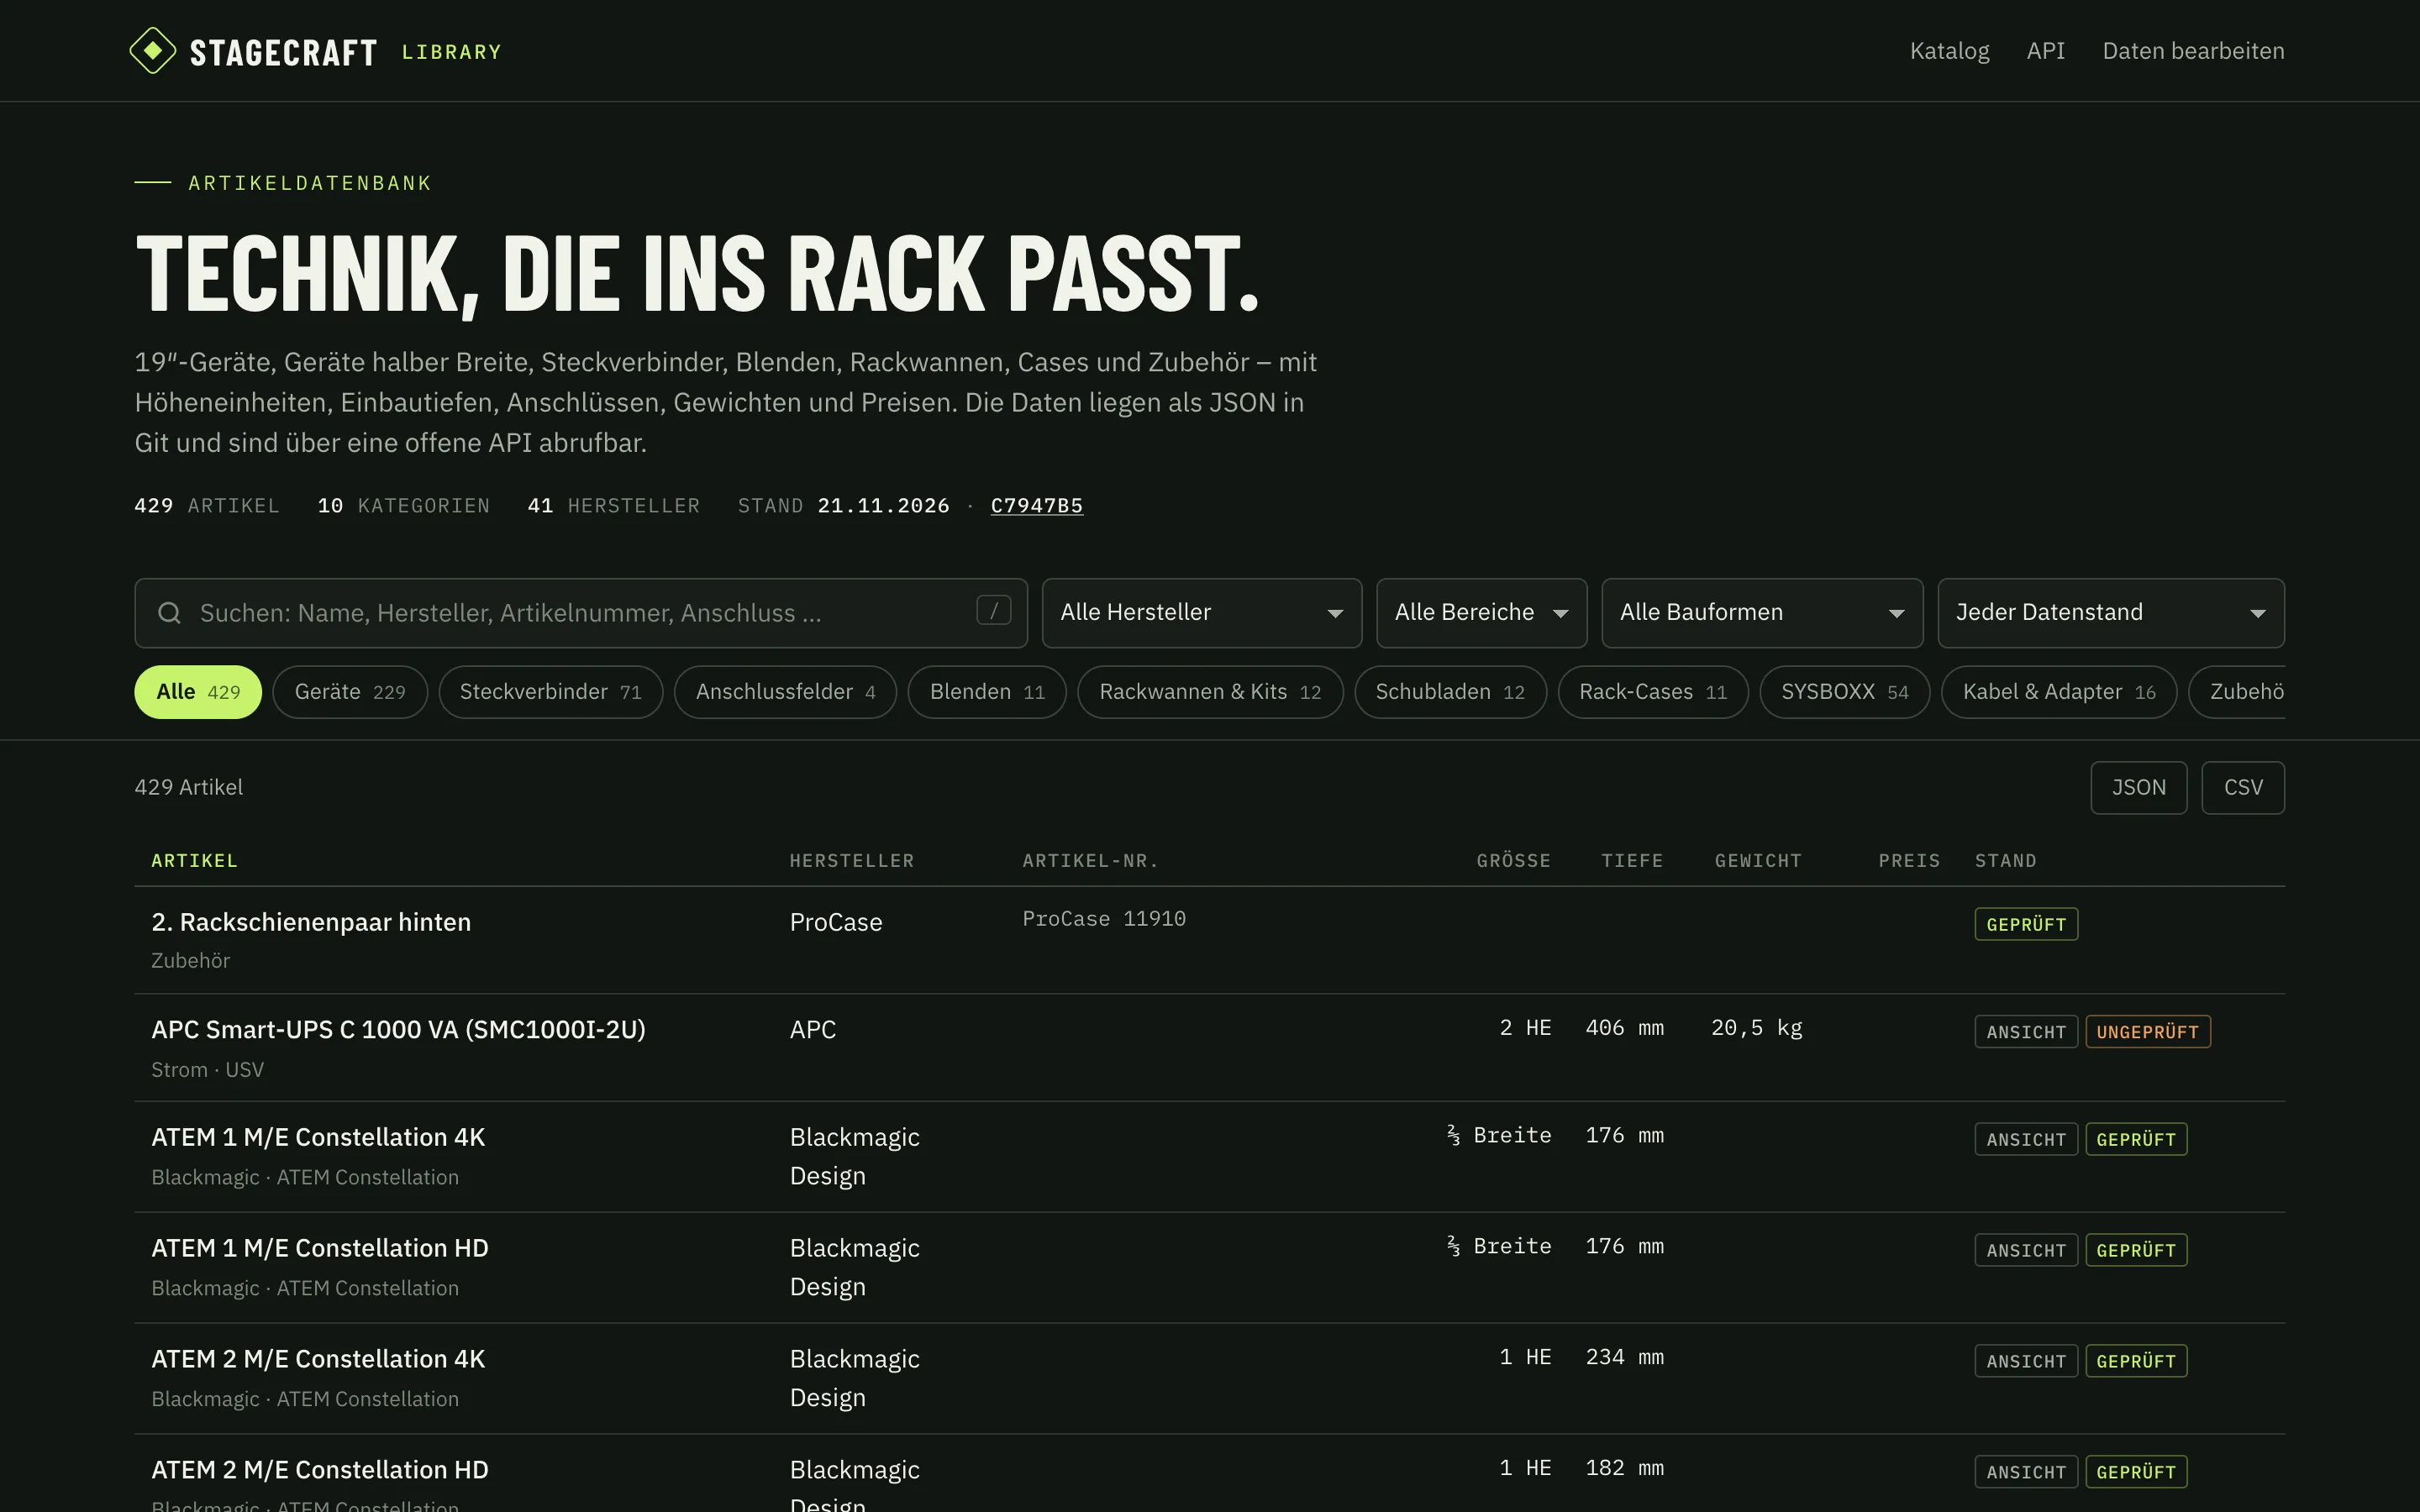 STAGECRAFT LIBRARY
Katalog API Daten bearbeiten
ARTIKELDATENBANK
TECHNIK, DIE INS RACK PASST.
19″-Geräte, Geräte halber Breite, Steckverbinder, Blenden, Rackwannen, Cases und Zubehör – mit
Höheneinheiten, Einbautiefen, Anschlüssen, Gewichten und Preisen. Die Daten liegen als JSON in
Git und sind über eine offene API abrufbar.
429 ARTIKEL 10 KATEGORIEN 41 HERSTELLER STAND 21.11.2026 · C7947B5
Suchen: Name, Hersteller, Artikelnummer, Anschluss … / Alle Hersteller Alle Bereiche Alle Bauformen Jeder Datenstand
Alle 429 Geräte 229 Steckverbinder 71 Anschlussfelder 4 Blenden 11 Rackwannen & Kits 12 Schubladen 12 Rack-Cases 11 SYSBOXX 54 Kabel & Adapter 16 Zubehö
429 Artikel JSON CSV
ARTIKEL HERSTELLER ARTIKEL-NR. GRÖSSE TIEFE GEWICHT PREIS STAND
2. Rackschienenpaar hinten ProCase ProCase 11910 GEPRÜFT
Zubehör
APC Smart-UPS C 1000 VA (SMC1000I-2U) APC 2 HE 406 mm 20,5 kg ANSICHT UNGEPRÜFT
Strom · USV
ATEM 1 M/E Constellation 4K Blackmagic ⅔ Breite 176 mm ANSICHT GEPRÜFT
Blackmagic · ATEM Constellation Design
ATEM 1 M/E Constellation HD Blackmagic ⅔ Breite 176 mm ANSICHT GEPRÜFT
Blackmagic · ATEM Constellation Design
ATEM 2 M/E Constellation 4K Blackmagic 1 HE 234 mm ANSICHT GEPRÜFT
Blackmagic · ATEM Constellation Design
ATEM 2 M/E Constellation HD Blackmagic 1 HE 182 mm ANSICHT GEPRÜFT
Blackmagic · ATEM Constellation Design